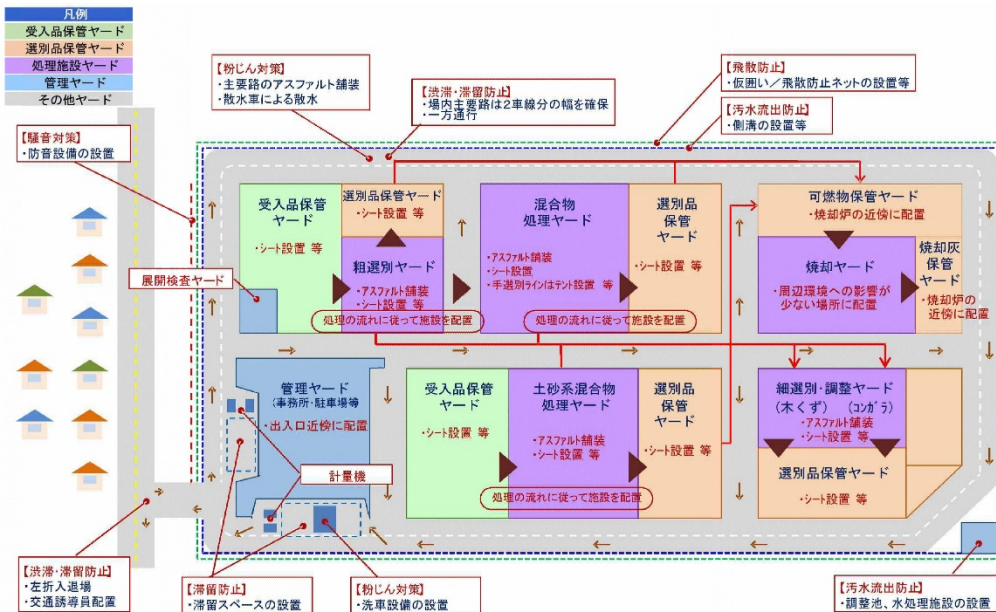 凡例
受入品保管ヤード
選別品保管ヤード
処理施設ヤード
管理ヤード
その他ヤード
【粉じん対策】
・主要路のアスファルト舗装
・散水車による散水
【渋滞・滞留防止】
・場内主要路は2車線分の幅を確保
・一方通行
【飛散防止】
・仮囲い／飛散防止ネットの設置等
【汚水流出防止】
・側溝の設置等
【騒音対策】
・防音設備の設置
受入品保管
ヤード
・シート設置 等
選別品保管ヤード
・シート設置 等
粗選別ヤード
・アスファルト舗装
・シート設置 等
処理の流れに従って施設を配置
混合物
処理ヤード
・アスファルト舗装
・シート設置
・手選別ラインはテント設置 等
選別品
保管
ヤード
・シート設置 等
処理の流れに従って施設を配置
可燃物保管ヤード
・焼却炉の近傍に配置
焼却ヤード
・周辺環境への影響が
少ない場所に配置
焼却灰
保管
ヤード
・焼却炉の
近傍に配置
展開検査ヤード
管理ヤード
（事務所・駐車場等
・出入口近傍に配置
計量機
受入品保管
ヤード
・シート設置 等
土砂系混合物
処理ヤード
・アスファルト舗装
・シート設置 等
選別品
保管
ヤード
・シート設置 等
処理の流れに従って施設を配置
細選別・調整ヤード
（木くず） （コンガラ）
・アスファルト舗装
・シート設置 等
選別品保管ヤード
・シート設置 等
【渋滞・滞留防止】
・左折入退場
・交通誘導員配置
【滞留防止】
・滞留スペースの設置
【粉じん対策】
・洗車設備の設置
【汚水流出防止】
・調整池、水処理施設の設置